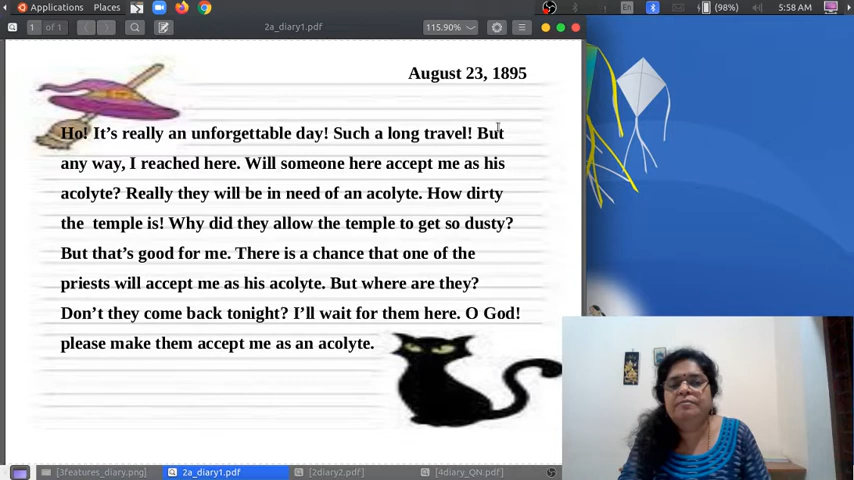 Applications Places En (98%) 5:58 AM
1 of 1 2a_diary1.pdf 115.90%
August 23, 1895
Ho! It's really an unforgettable day! Such a long travel! But
any way, I reached here. Will someone here accept me as his
acolyte? Really they will be in need of an acolyte. How dirty
the temple is! Why did they allow the temple to get so dusty?
But that's good for me. There is a chance that one of the
priests will accept me as his acolyte. But where are they?
Don't they come back tonight? I'll wait for them here. O God!
please make them accept me as an acolyte.
[3features_diary.png] 2a_diary1.pdf [2diary2.pdf] [4diary_QN.pdf]